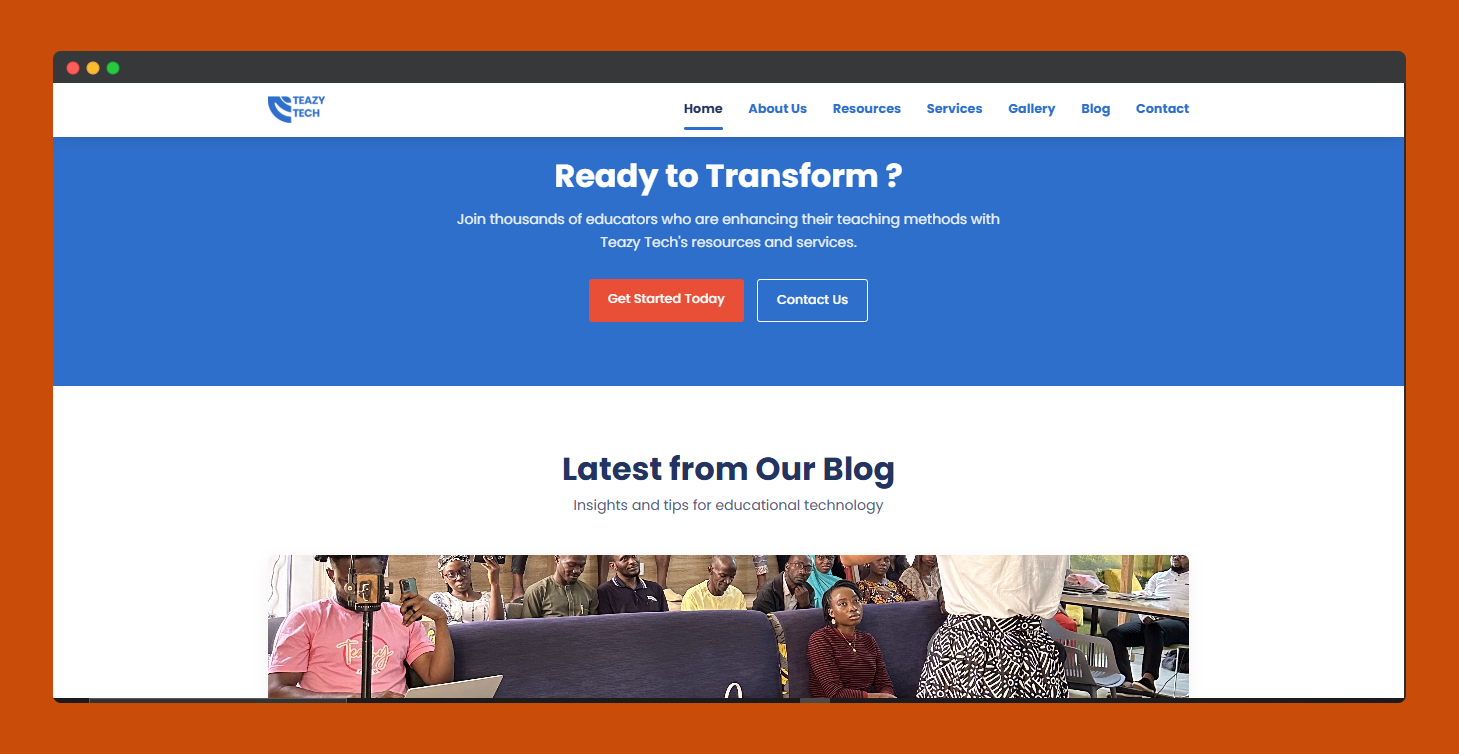 TEAZY
TECH
Home About Us Resources Services Gallery Blog Contact
Ready to Transform ?
Join thousands of educators who are enhancing their teaching methods with
Teazy Tech's resources and services.
Get Started Today Contact Us
Latest from Our Blog
Insights and tips for educational technology
Teazy